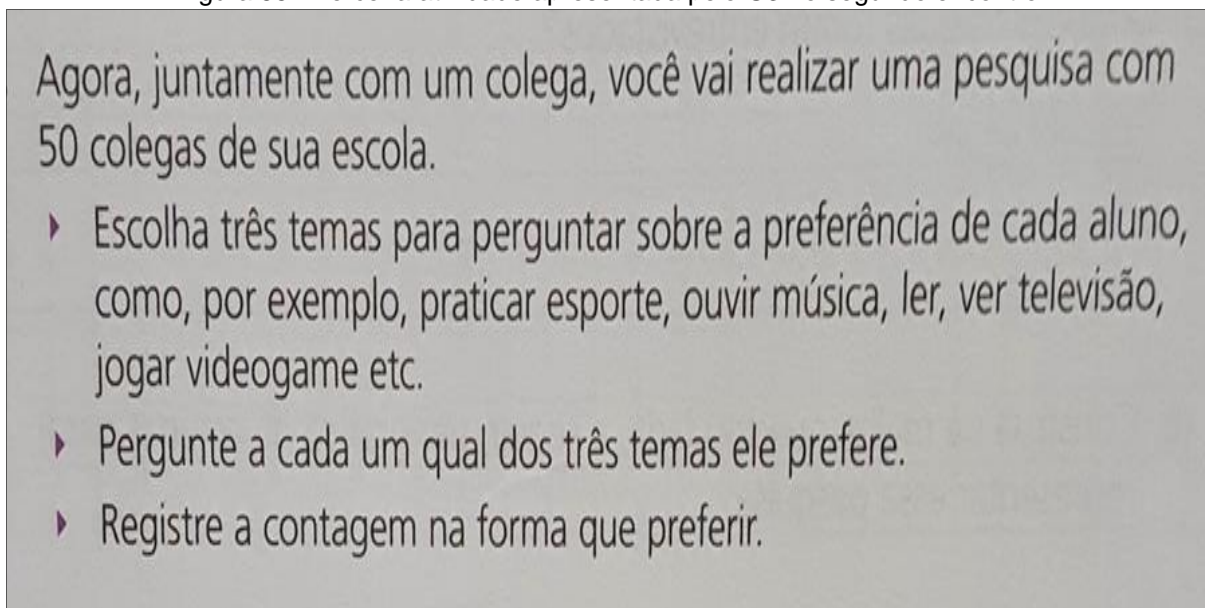 Agora, juntamente com um colega, você vai realizar uma pesquisa com
50 colegas de sua escola.
Escolha três temas para perguntar sobre a preferência de cada aluno,
como, por exemplo, praticar esporte, ouvir música, ler, ver televisão,
jogar videogame etc.
Pergunte a cada um qual dos três temas ele prefere.
Registre a contagem na forma que preferir.